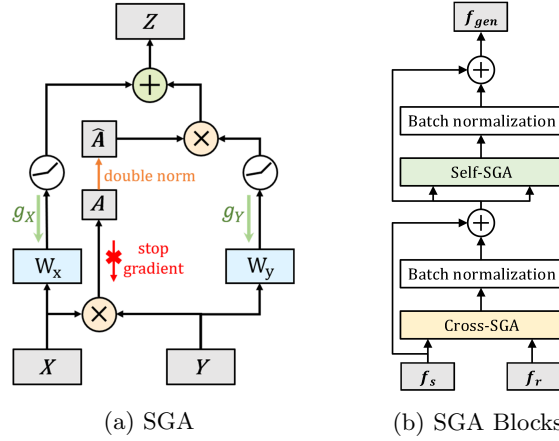 Z
+
Â
×
double norm
g_X
A
g_Y
stop
gradient
W_x
W_y
×
X
Y
(a) SGA
f_gen
+
Batch normalization
Self-SGA
+
Batch normalization
Cross-SGA
f_s
f_r
(b) SGA Blocks